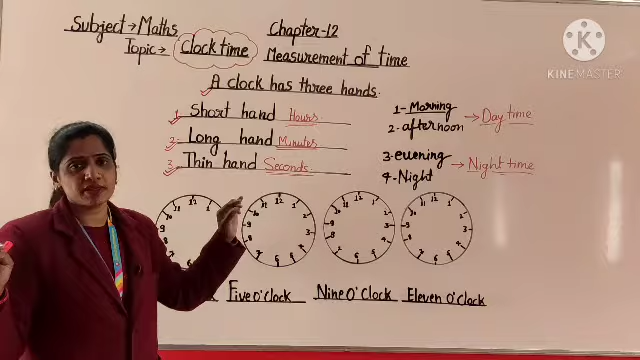 Subject → Maths
Chapter-12
Topic → Clock time
Measurement of time
A clock has three hands.
1- Short hand Hours
2- Long hand Minutes
3- Thin hand Seconds
1- Morning
2- afternoon
→ Day time
3- evening
4- Night
→ Night time
Five O'Clock
Nine O'Clock
Eleven O'Clock
K
KINEMASTER